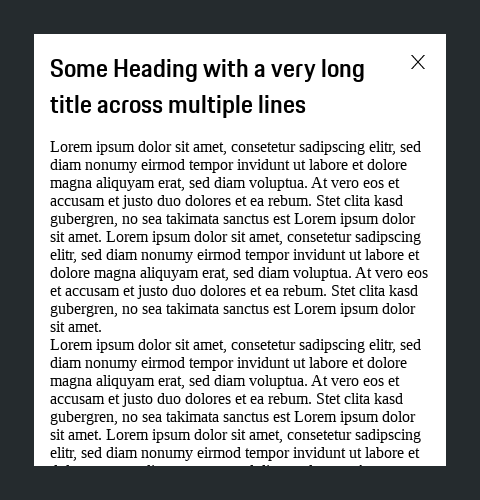 Some Heading with a very long
title across multiple lines
Lorem ipsum dolor sit amet, consetetur sadipscing elitr, sed
diam nonumy eirmod tempor invidunt ut labore et dolore
magna aliquyam erat, sed diam voluptua. At vero eos et
accusam et justo duo dolores et ea rebum. Stet clita kasd
gubergren, no sea takimata sanctus est Lorem ipsum dolor
sit amet. Lorem ipsum dolor sit amet, consetetur sadipscing
elitr, sed diam nonumy eirmod tempor invidunt ut labore et
dolore magna aliquyam erat, sed diam voluptua. At vero eos
et accusam et justo duo dolores et ea rebum. Stet clita kasd
gubergren, no sea takimata sanctus est Lorem ipsum dolor
sit amet.
Lorem ipsum dolor sit amet, consetetur sadipscing elitr, sed
diam nonumy eirmod tempor invidunt ut labore et dolore
magna aliquyam erat, sed diam voluptua. At vero eos et
accusam et justo duo dolores et ea rebum. Stet clita kasd
gubergren, no sea takimata sanctus est Lorem ipsum dolor
sit amet. Lorem ipsum dolor sit amet, consetetur sadipscing
elitr, sed diam nonumy eirmod tempor invidunt ut labore et